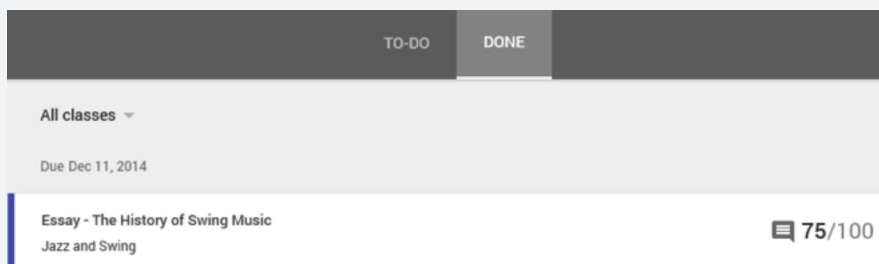 TO-DO DONE
All classes
Due Dec 11, 2014
Essay - The History of Swing Music
Jazz and Swing
75/100